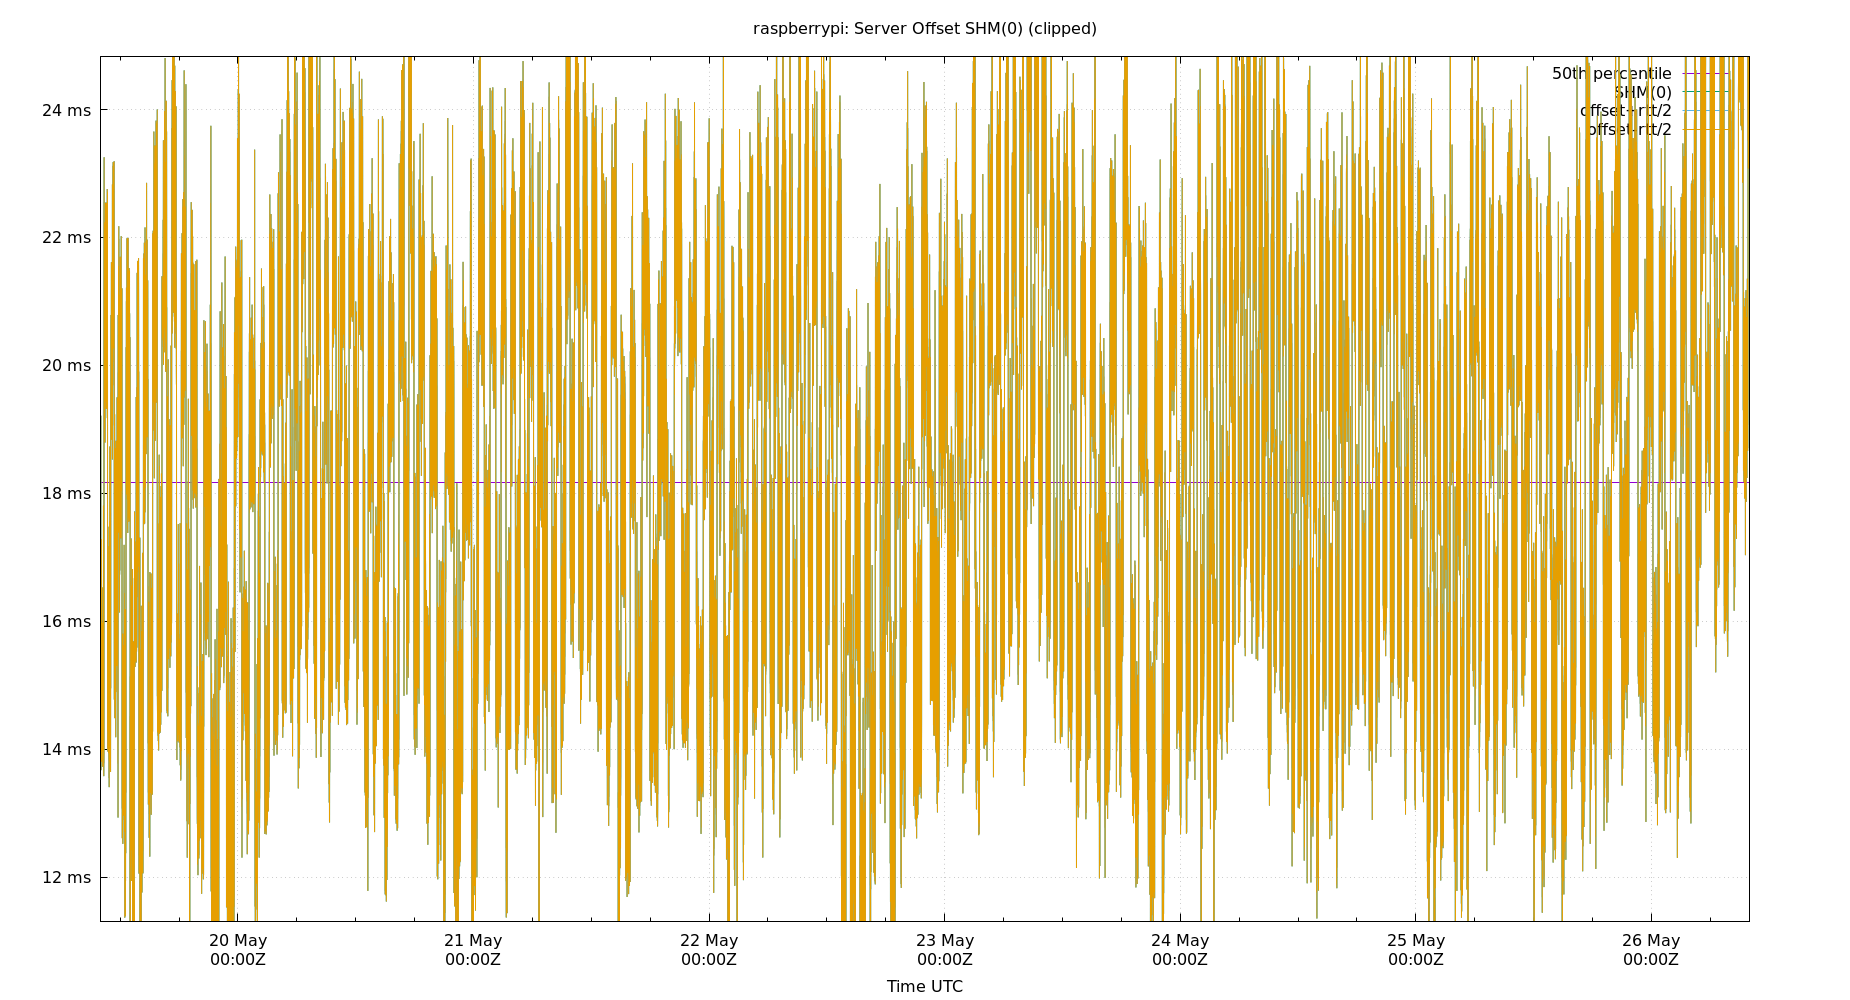 raspberrypi: Server Offset SHM(0) (clipped)
50th percentile
SHM(0)
offset+rtt/2
offset-rtt/2
24 ms
22 ms
20 ms
18 ms
16 ms
14 ms
12 ms
20 May 21 May 22 May 23 May 24 May 25 May 26 May
00:00Z 00:00Z 00:00Z 00:00Z 00:00Z 00:00Z 00:00Z
Time UTC